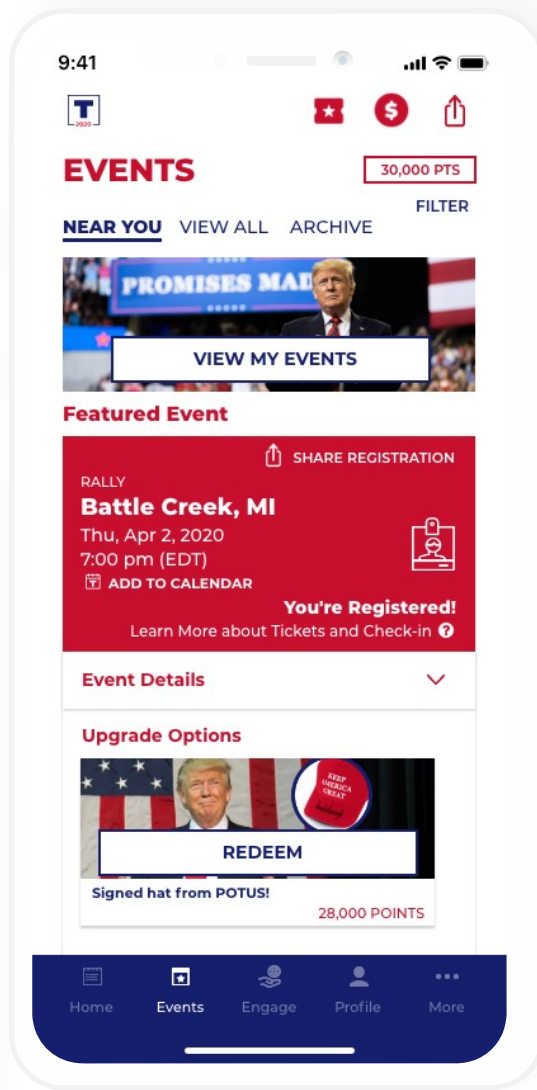 9:41
T
2020
EVENTS
30,000 PTS
FILTER
NEAR YOU VIEW ALL ARCHIVE
PROMISES MAD
VIEW MY EVENTS
Featured Event
SHARE REGISTRATION
RALLY
Battle Creek, MI
Thu, Apr 2, 2020
7:00 pm (EDT)
ADD TO CALENDAR
You're Registered!
Learn More about Tickets and Check-in ?
Event Details
Upgrade Options
KEEP
AMERICA
GREAT
REDEEM
Signed hat from POTUS!
28,000 POINTS
Home Events Engage Profile More